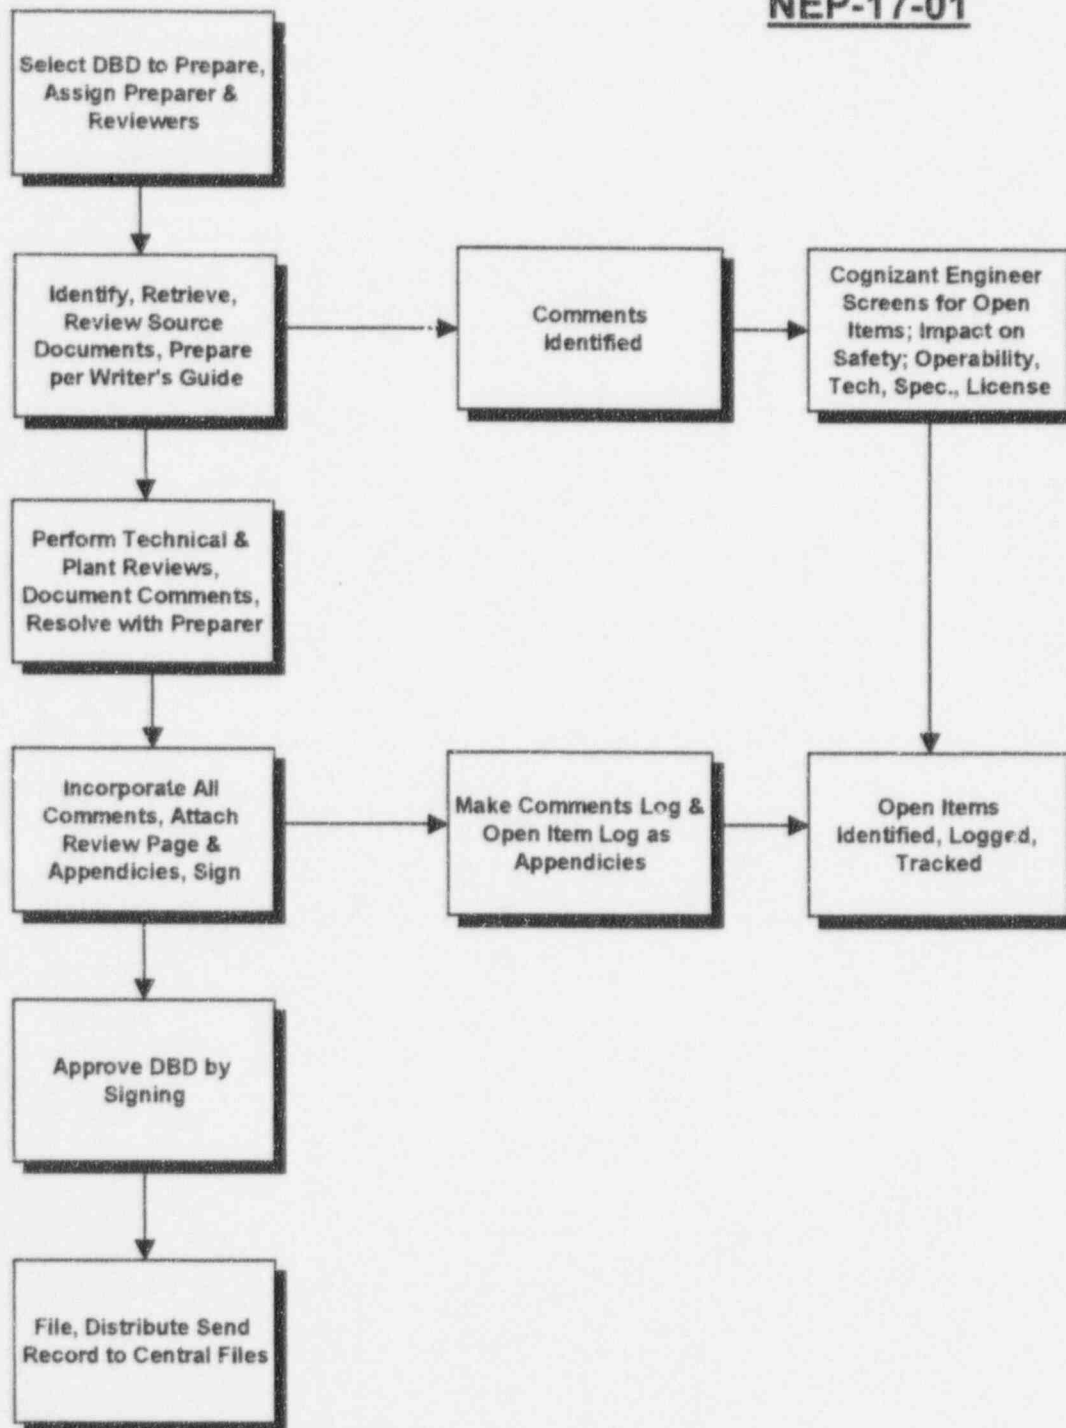 NEP-17-01
Select DBD to Prepare,
Assign Preparer &
Reviewers
Identify, Retrieve,
Review Source
Documents, Prepare
per Writer's Guide
Comments
Identified
Cognizant Engineer
Screens for Open
Items; Impact on
Safety; Operability,
Tech, Spec., License
Perform Technical &
Plant Reviews,
Document Comments,
Resolve with Preparer
Incorporate All
Comments, Attach
Review Page &
Appendicies, Sign
Make Comments Log &
Open Item Log as
Appendicies
Open Items
Identified, Logged,
Tracked
Approve DBD by
Signing
File, Distribute Send
Record to Central Files